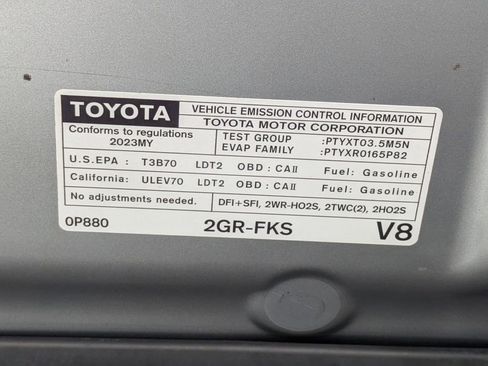 TOYOTA VEHICLE EMISSION CONTROL INFORMATION
TOYOTA MOTOR CORPORATION
Conforms to regulations
2023MY
TEST GROUP :PTYXT03.5M5N
EVAP FAMILY :PTYXR0165P82
U.S.EPA : T3B70 LDT2 OBD : CAII Fuel: Gasoline
California: ULEV70 LDT2 OBD : CAII Fuel: Gasoline
No adjustments needed. DFI+SFI, 2WR-HO2S, 2TWC(2), 2HO2S
0P880 2GR-FKS V8